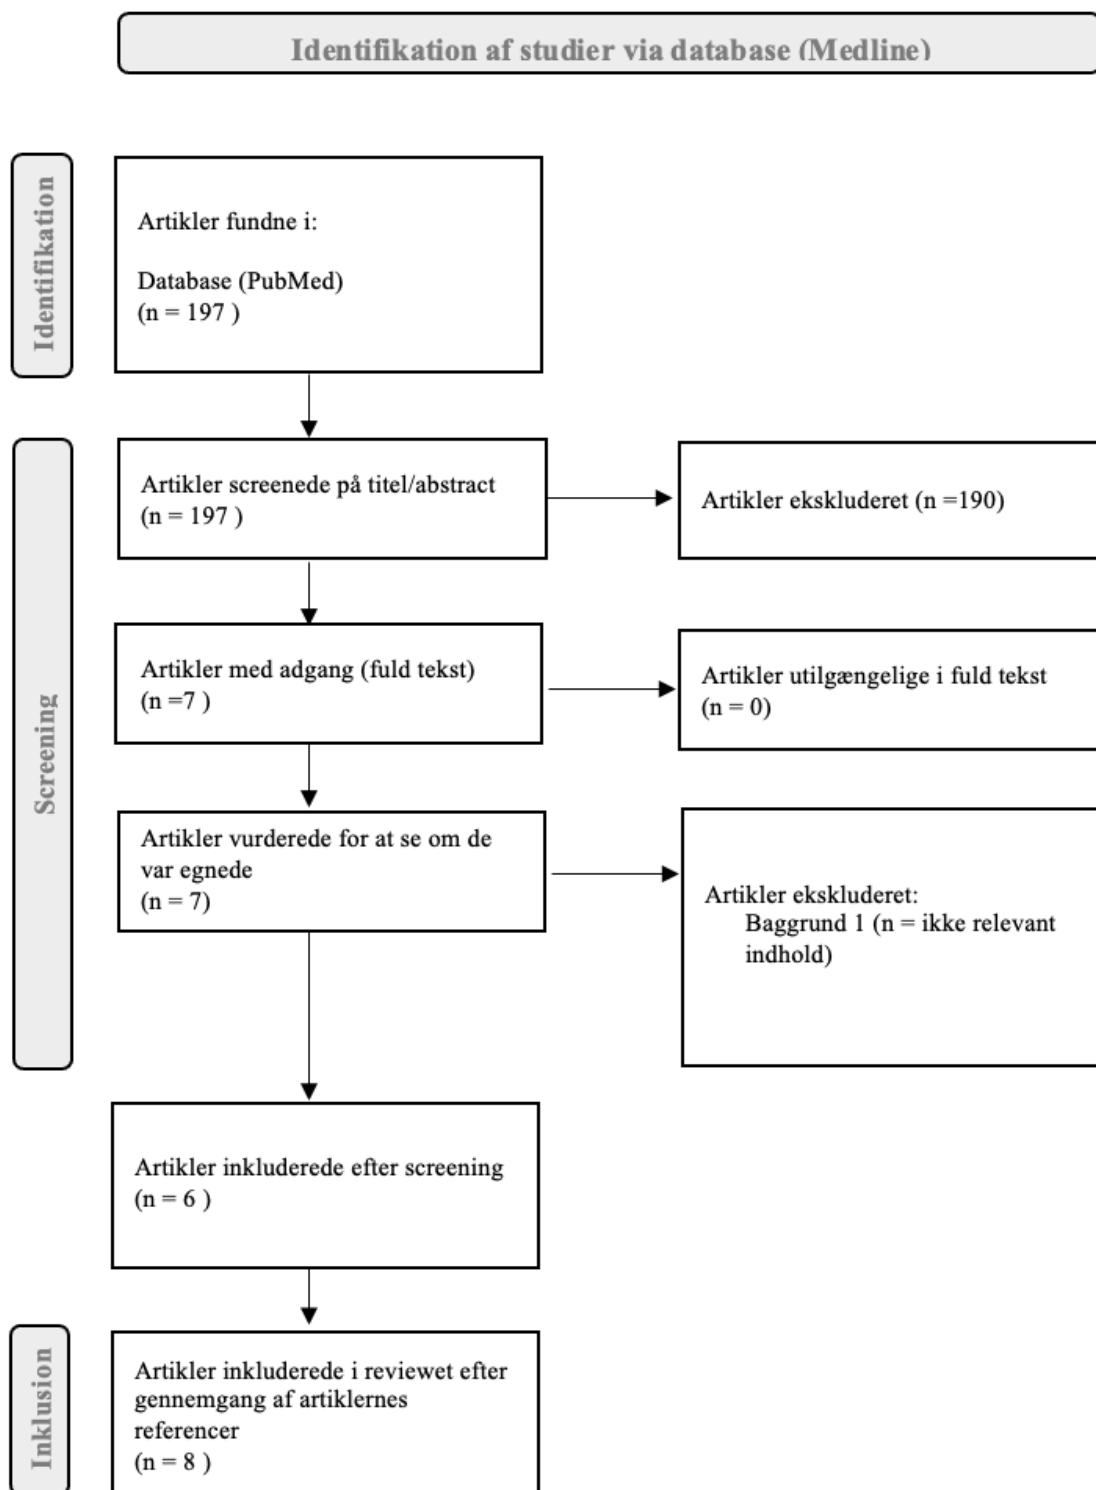 Identifikation af studier via database (Medline)
Identifikation
Artikler fundne i:
Database (PubMed)
(n = 197 )
Screening
Artikler screenede på titel/abstract
(n = 197 )
Artikler ekskluderet (n =190)
Artikler med adgang (fuld tekst)
(n =7 )
Artikler utilgængelige i fuld tekst
(n = 0)
Artikler vurderede for at se om de
var egnede
(n = 7)
Artikler ekskluderet:
Baggrund 1 (n = ikke relevant
indhold)
Artikler inkluderede efter screening
(n = 6 )
Inklusion
Artikler inkluderede i reviewet efter
gennemgang af artiklernes
referencer
(n = 8 )